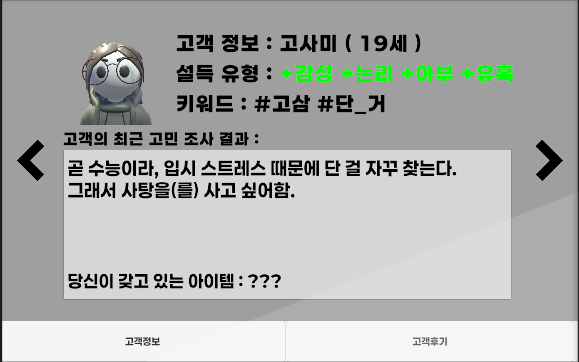 고객 정보 : 고사미 ( 19세 )
설득 유형 : +감성 +논리 +아부 +유혹
키워드 : #고삼 #단_거
고객의 최근 고민 조사 결과 :
곧 수능이라, 입시 스트레스 때문에 단 걸 자꾸 찾는다.
그래서 사탕을(를) 사고 싶어함.
당신이 갖고 있는 아이템 : ???
고객정보
고객후기